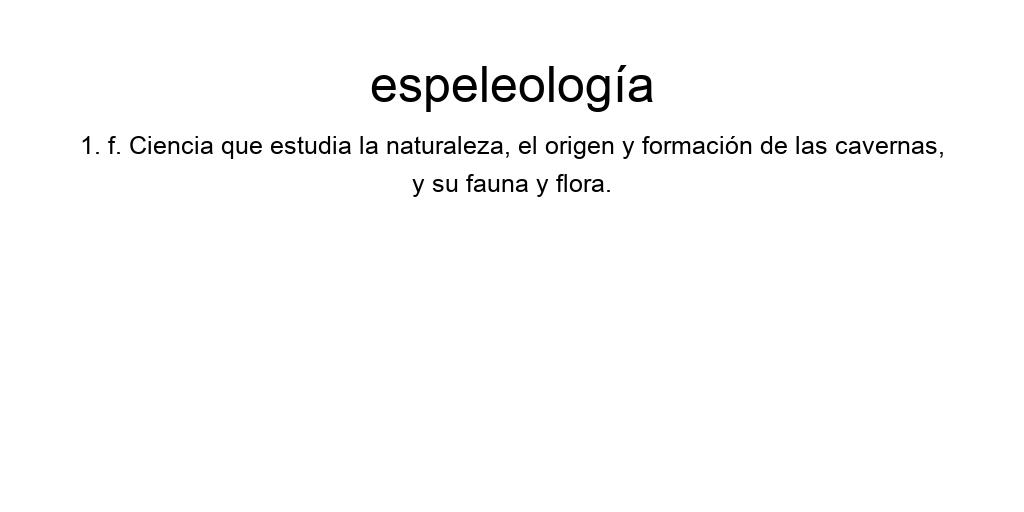 espeleología
1. f. Ciencia que estudia la naturaleza, el origen y formación de las cavernas,
y su fauna y flora.